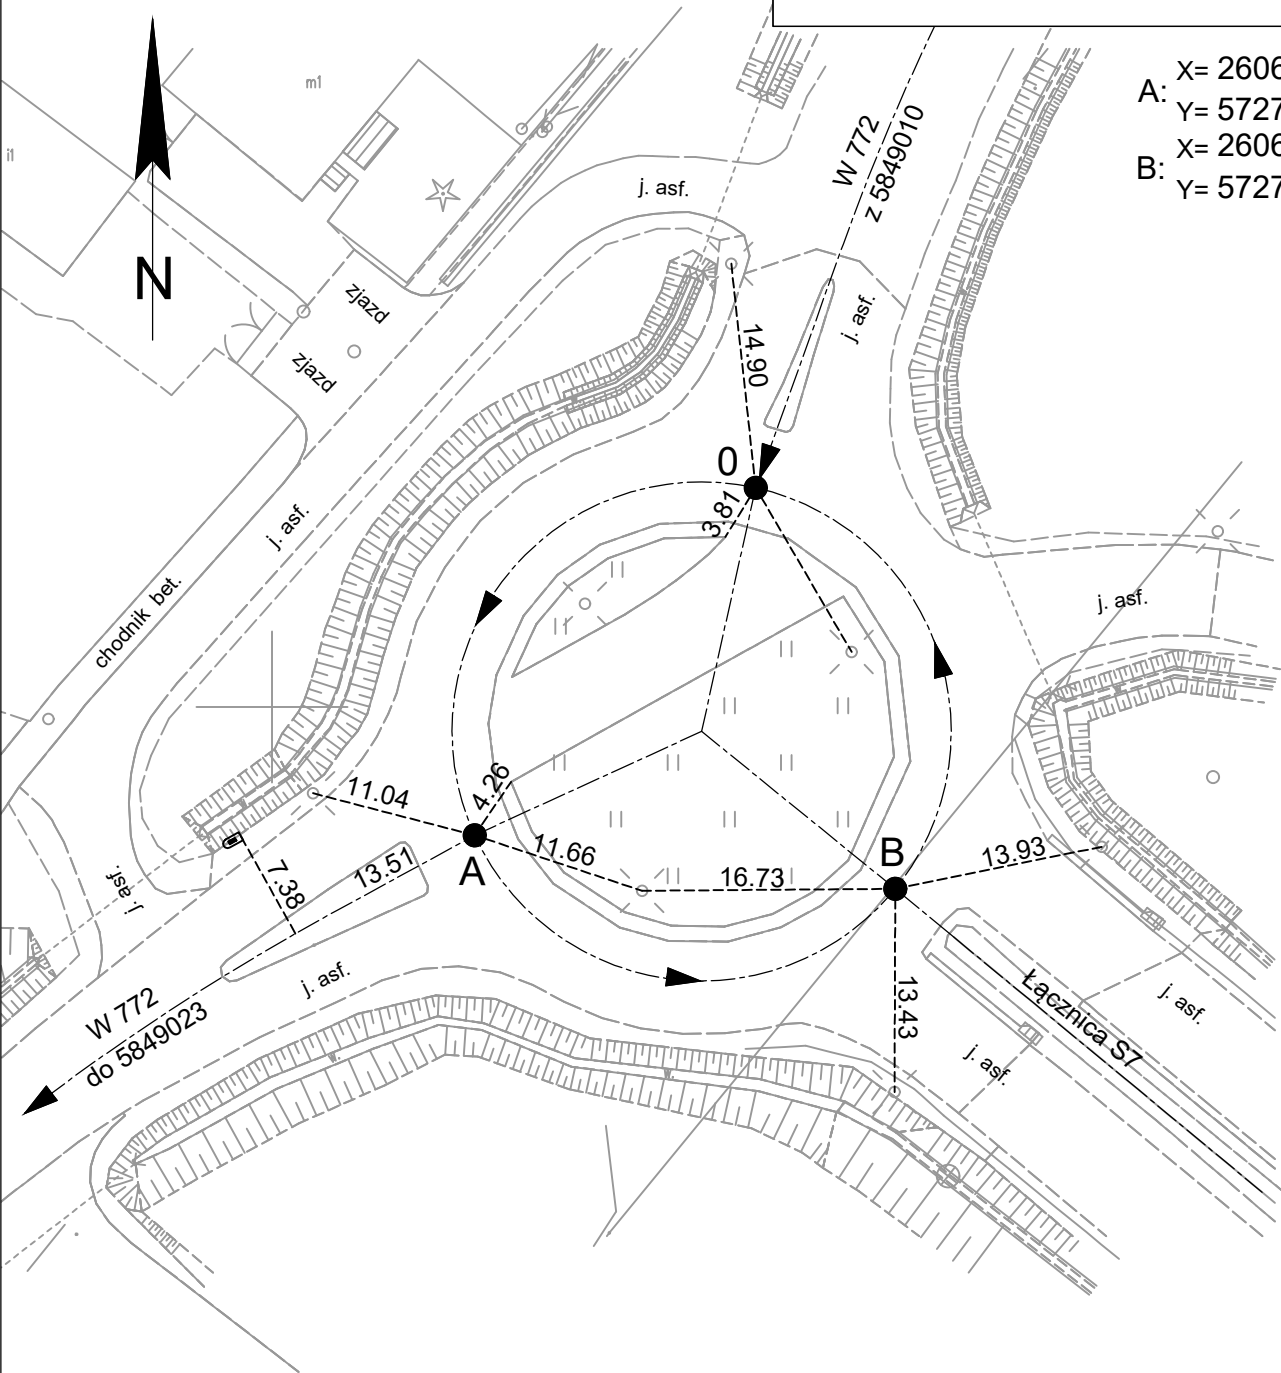 m1
i1
N
A:
X= 2606
Y= 5727
B:
X= 2606
Y= 5727
W 772
z 5849010
j. asf.
zjazd
zjazd
j. asf.
14.90
0
3.81
j. asf.
chodnik bet.
j. asf.
11.04
4.26
A
11.66
13.51
7.38
16.73
B
13.93
13.43
j. asf.
j. asf.
W 772
do 5849023
Łącznica S7
j. asf.
j. asf.